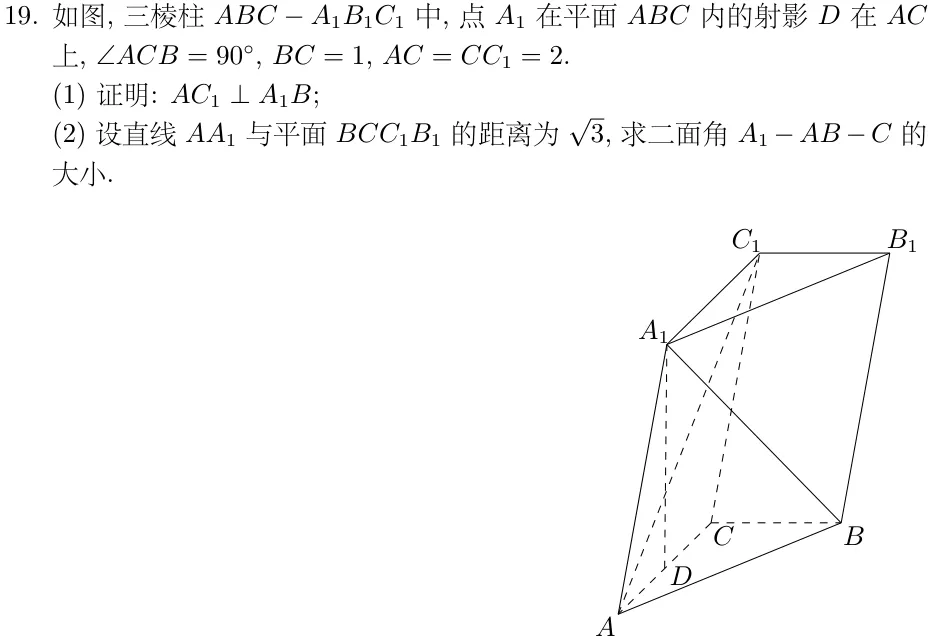 19. 如图, 三棱柱 ABC − A₁B₁C₁ 中, 点 A₁ 在平面 ABC 内的射影 D 在 AC
上, ∠ACB = 90°, BC = 1, AC = CC₁ = 2.
(1) 证明: AC₁ ⊥ A₁B;
(2) 设直线 AA₁ 与平面 BCC₁B₁ 的距离为 √3, 求二面角 A₁ − AB − C 的
大小.
C₁
B₁
A₁
C
B
D
A